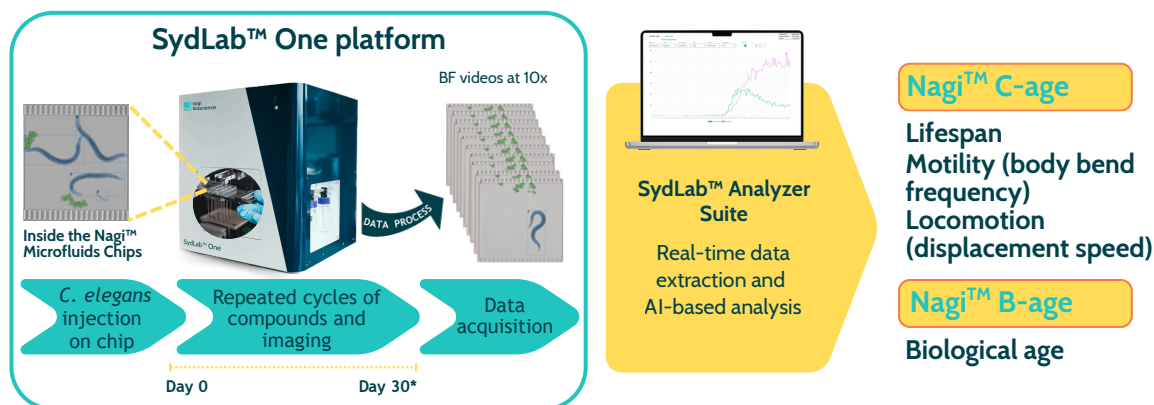 SydLab™ One platform
BF videos at 10x
nagi
bioscience
SydLab™ One
DATA PROCESS
Inside the Nagi™
Microfluids Chips
C. elegans
injection
on chip
Repeated cycles of
compounds and
imaging
Data
acquisition
Day 0
Day 30*
SydLab™ Analyzer
Suite
Real-time data
extraction and
AI-based analysis
Nagi™ C-age
Lifespan
Motility (body bend
frequency)
Locomotion
(displacement speed)
Nagi™ B-age
Biological age